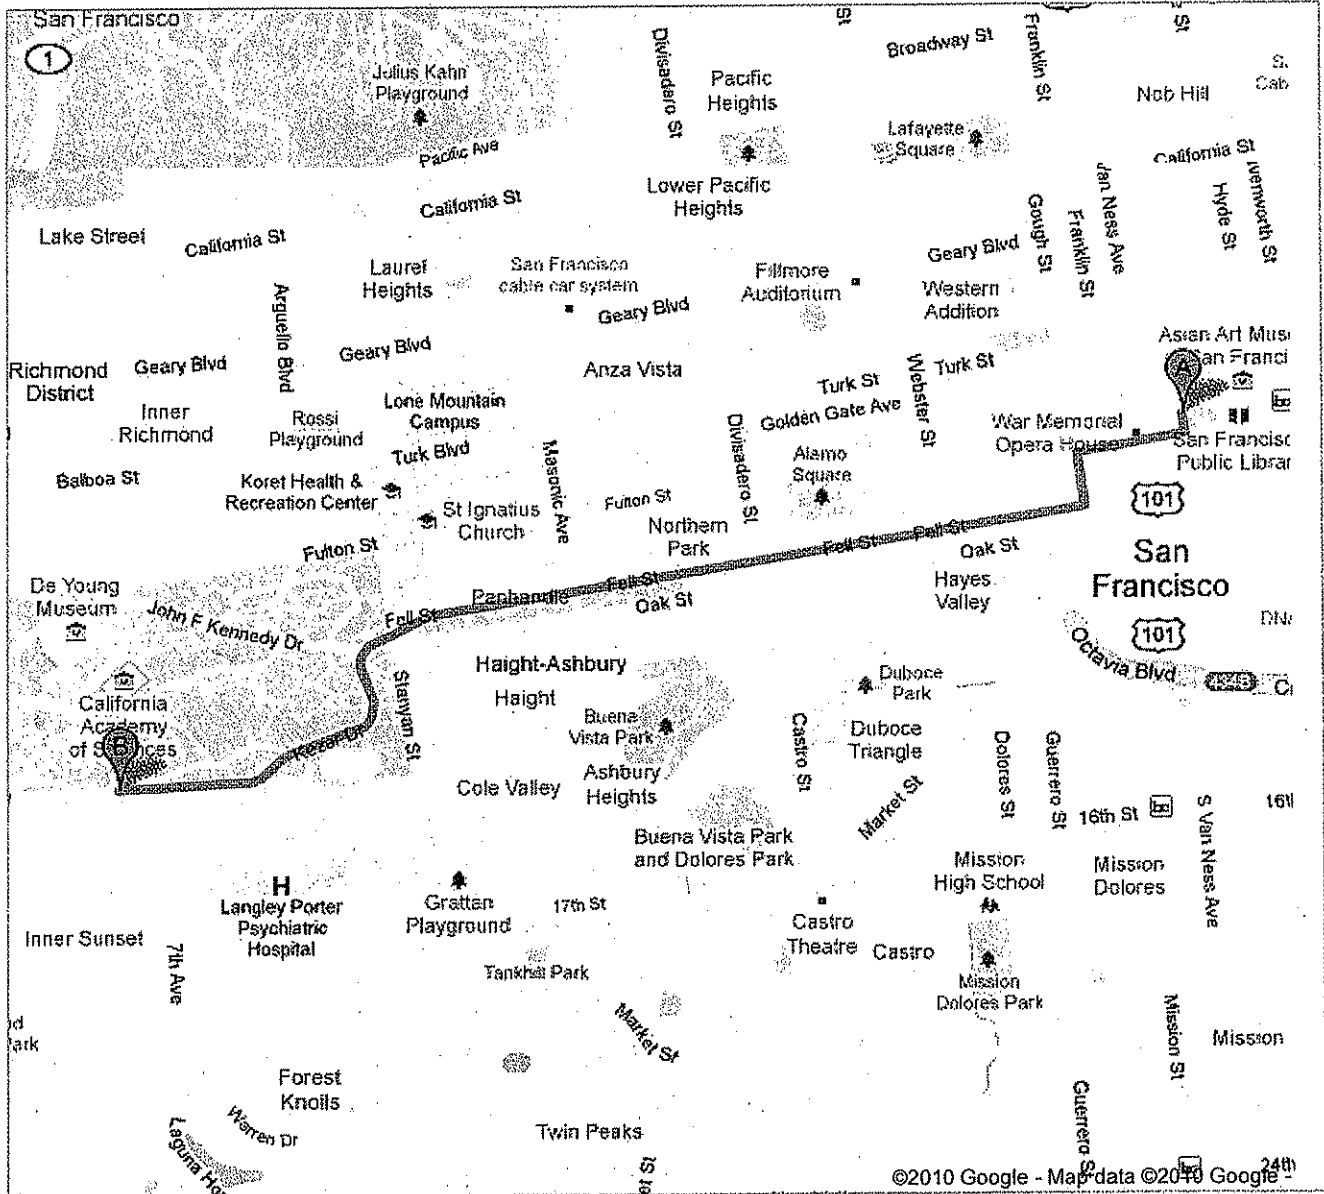 San Francisco
1
Julius Kahn
Playground
Pacific Ave
Divisadero St
Pacific
Heights
Broadway St
Franklin St
St
St
Nob Hill
Cab
Lafayette
Square
California St
Lower Pacific
Heights
California St
Lake Street
California St
Laurel
Heights
San Francisco
cable car system
Geary Blvd
Fillmore
Auditorium
Geary Blvd
Western
Addition
Gough St
Franklin St
Van Ness Ave
Hyde St
Arguello Blvd
Richmond
District
Geary Blvd
Geary Blvd
Anza Vista
Turk St
Turk St
Golden Gate Ave
Webster St
Asian Art Mus
San Franci
A
Inner
Richmond
Rossi
Playground
Lone Mountain
Campus
Turk Blvd
Masonic Ave
Divisadero St
Alamo
Square
War Memorial
Opera House
San Francisc
Public Librar
Balboa St
Koret Health &
Recreation Center
St Ignatius
Church
Fulton St
Fulton St
Northern
Park
Fell St
Fell St
Oak St
101
San
Francisco
De Young
Museum
John F Kennedy Dr
Fell St
Panhandle
Fell St
Oak St
Hayes
Valley
101
Octavia Blvd
Haight-Ashbury
Haight
Stanyan St
Duboce
Park
California
Academy
of Sciences
B
Kezar Dr
Buena
Vista Park
Castro St
Duboce
Triangle
Dolores St
Guerrero St
Cole Valley
Ashbury
Heights
Market St
16th St
S Van Ness Ave
Buena Vista Park
and Dolores Park
Mission
High School
Mission
Dolores
H
Langley Porter
Psychiatric
Hospital
Grattan
Playground
17th St
Castro
Theatre
Castro
Inner Sunset
7th Ave
Tankhill Park
Mission
Dolores Park
Market St
Mission St
Mission
Forest
Knolls
Warren Dr
Laguna Ho
Twin Peaks
Guerrero S
24th
©2010 Google - Map data ©2010 Google -